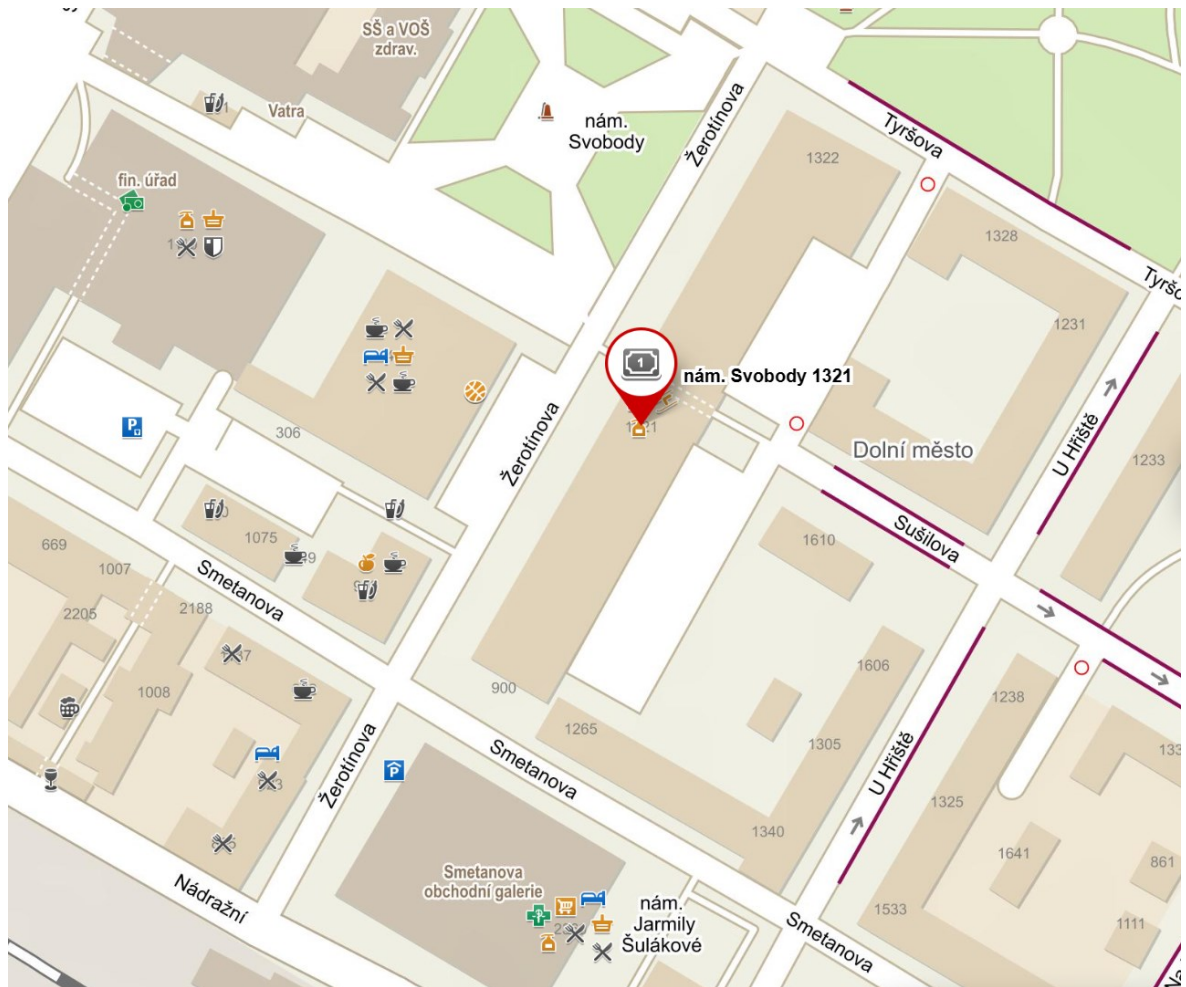 SŠ a VOŠ
zdrav.
Vatra
nám.
Svobody
Žerotínova
Tyršova
1322
fin. úřad
1328
1231
1
nám. Svobody 1321
306
Žerotínova
Dolní město
U Hřiště
1233
P
669
1007
1075
Smetanova
2205
2188
1008
1610
Sušilova
1606
900
1265
1238
Žerotínova
P
Smetanova
1305
U Hřiště
1325
1340
1641
861
Nádražní
Smetanova
obchodní galerie
nám.
Jarmily
Šulákové
1533
1111
Smetanova